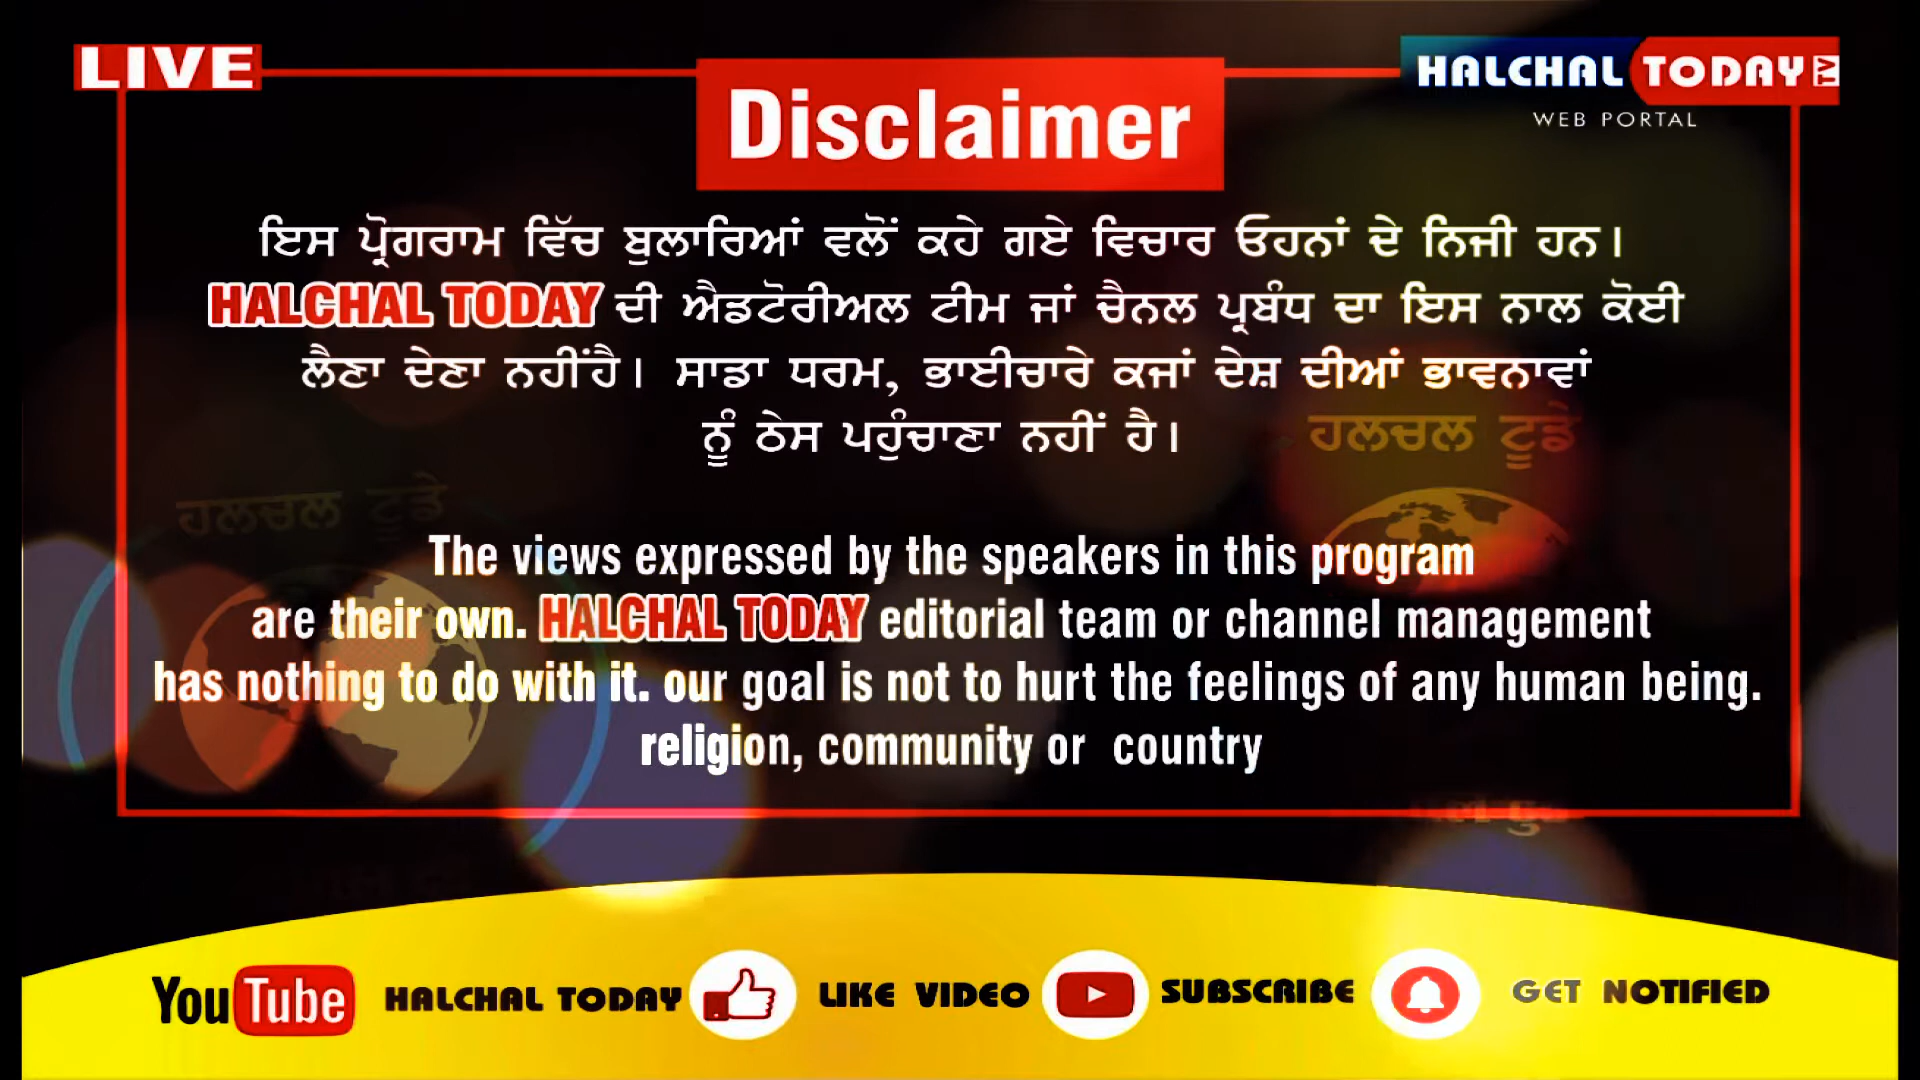 LIVE
HALCHAL TODAY TV
WEB PORTAL
Disclaimer
ਇਸ ਪ੍ਰੋਗਰਾਮ ਵਿੱਚ ਬੁਲਾਰਿਆਂ ਵਲੋਂ ਕਹੇ ਗਏ ਵਿਚਾਰ ਓਹਨਾਂ ਦੇ ਨਿਜੀ ਹਨ।
HALCHAL TODAY ਦੀ ਐਡਟੋਰੀਅਲ ਟੀਮ ਜਾਂ ਚੈਨਲ ਪ੍ਰਬੰਧ ਦਾ ਇਸ ਨਾਲ ਕੋਈ
ਲੈਣਾ ਦੇਣਾ ਨਹੀਂਹੈ। ਸਾਡਾ ਧਰਮ, ਭਾਈਚਾਰੇ ਕਜਾਂ ਦੇਸ਼ ਦੀਆਂ ਭਾਵਨਾਵਾਂ
ਨੂੰ ਠੇਸ ਪਹੁੰਚਾਣਾ ਨਹੀਂ ਹੈ।
ਹਲਚਲ ਟੂਡੇ
ਹਲਚਲ ਟੂਡੇ
The views expressed by the speakers in this program
are their own. HALCHAL TODAY editorial team or channel management
has nothing to do with it. our goal is not to hurt the feelings of any human being.
religion, community or country
YouTube HALCHAL TODAY LIKE VIDEO SUBSCRIBE GET NOTIFIED